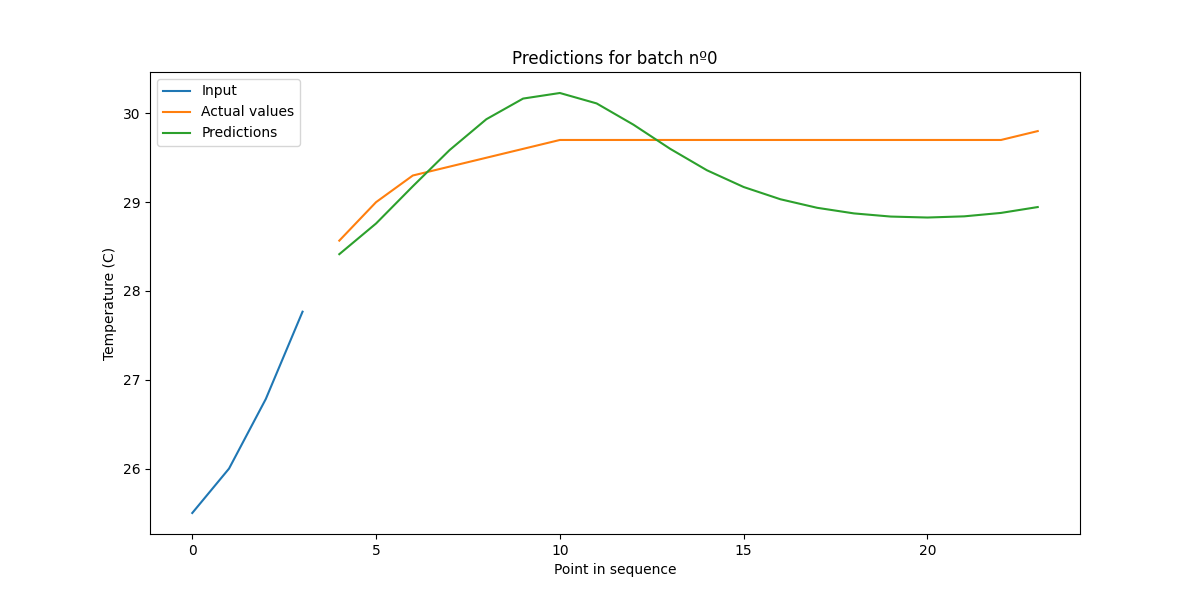 Predictions for batch nº0
Input
Actual values
Predictions
30
29
28
27
26
Temperature (C)
0
5
10
15
20
Point in sequence